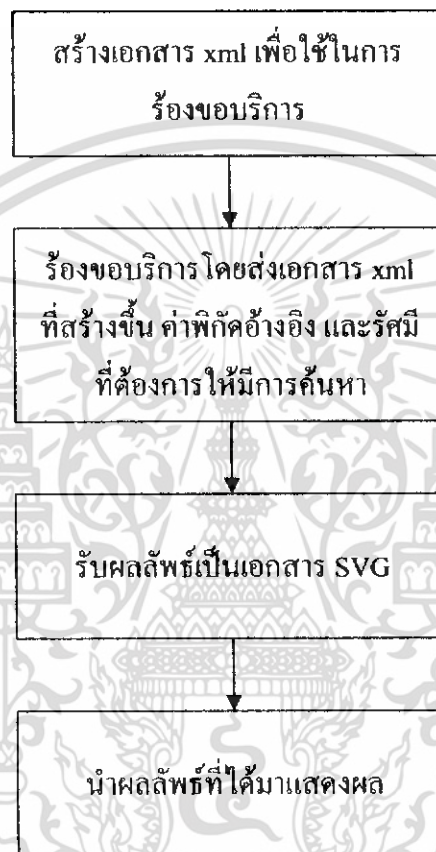 สร้างเอกสาร xml เพื่อใช้ในการ
ร้องขอบริการ
ร้องขอบริการโดยส่งเอกสาร xml
ที่สร้างขึ้น ค่าพิกัดอ้างอิง และรัศมี
ที่ต้องการให้มีการค้นหา
รับผลลัพธ์เป็นเอกสาร SVG
นำผลลัพธ์ที่ได้มาแสดงผล